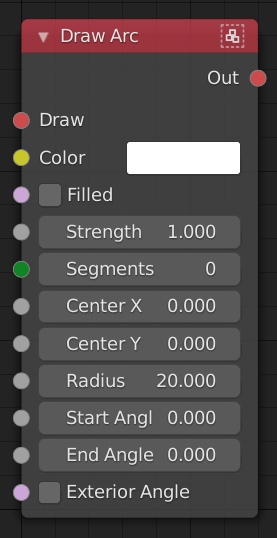 Draw Arc
Out
Draw
Color
Filled
Strength 1.000
Segments 0
Center X 0.000
Center Y 0.000
Radius 20.000
Start Angl 0.000
End Angle 0.000
Exterior Angle